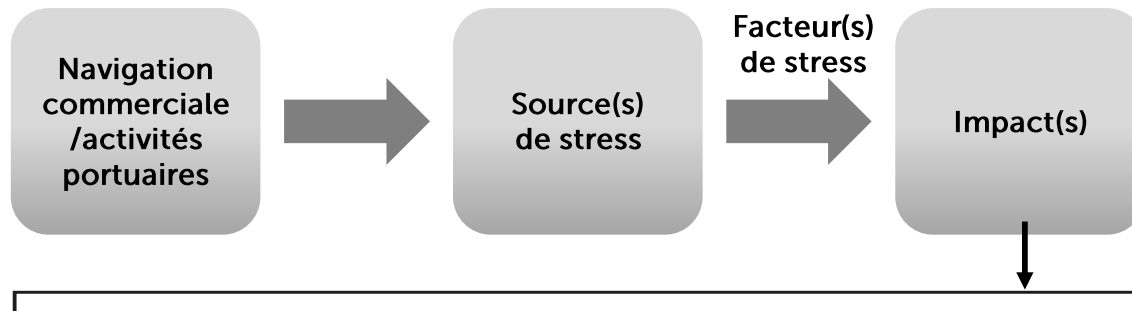 Navigation
commerciale
/activités
portuaires
Source(s)
de stress
Facteur(s)
de stress
Impact(s)